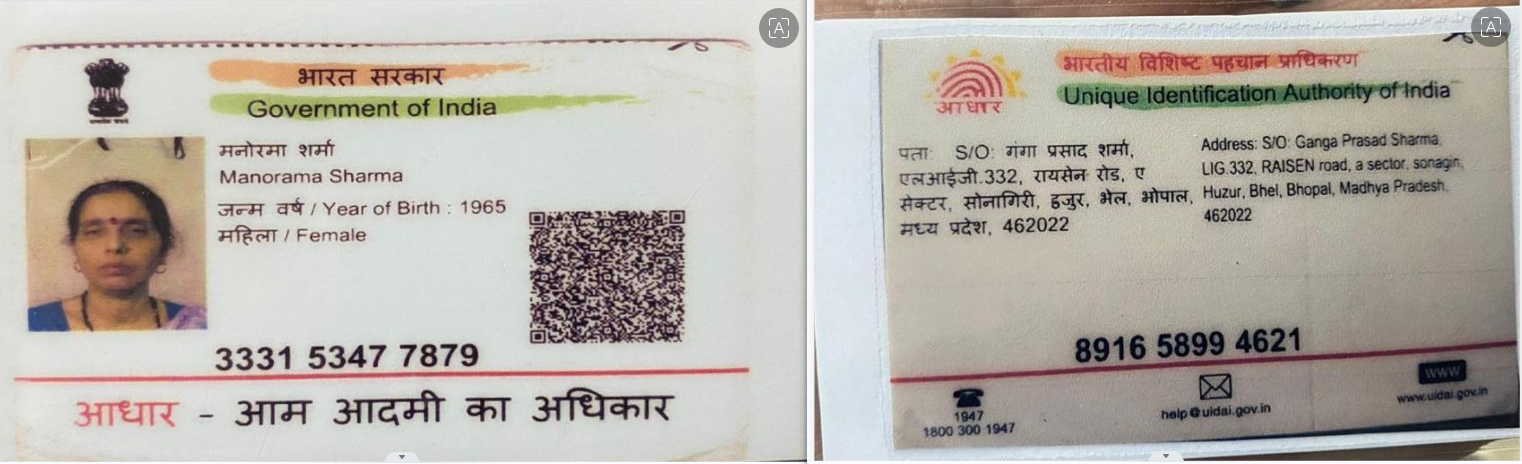 भारत सरकार
Government of India
मनोरमा शर्मा
Manorama Sharma
जन्म वर्ष / Year of Birth : 1965
महिला / Female
3331 5347 7879
आधार - आम आदमी का अधिकार
भारतीय विशिष्ट पहचान प्राधिकरण
Unique Identification Authority of India
आधार
पता: S/O: गंगा प्रसाद शर्मा,
एलआईजी.332, रायसेन रोड, ए
सेक्टर, सोनागिरी, हुजुर, भेल, भोपाल,
मध्य प्रदेश, 462022
Address: S/O: Ganga Prasad Sharma,
LIG.332, RAISEN road, a sector, sonagiri,
Huzur, Bhel, Bhopal, Madhya Pradesh,
462022
8916 5899 4621
1947
1800 300 1947
help@uidai.gov.in
WWW
www.uidai.gov.in